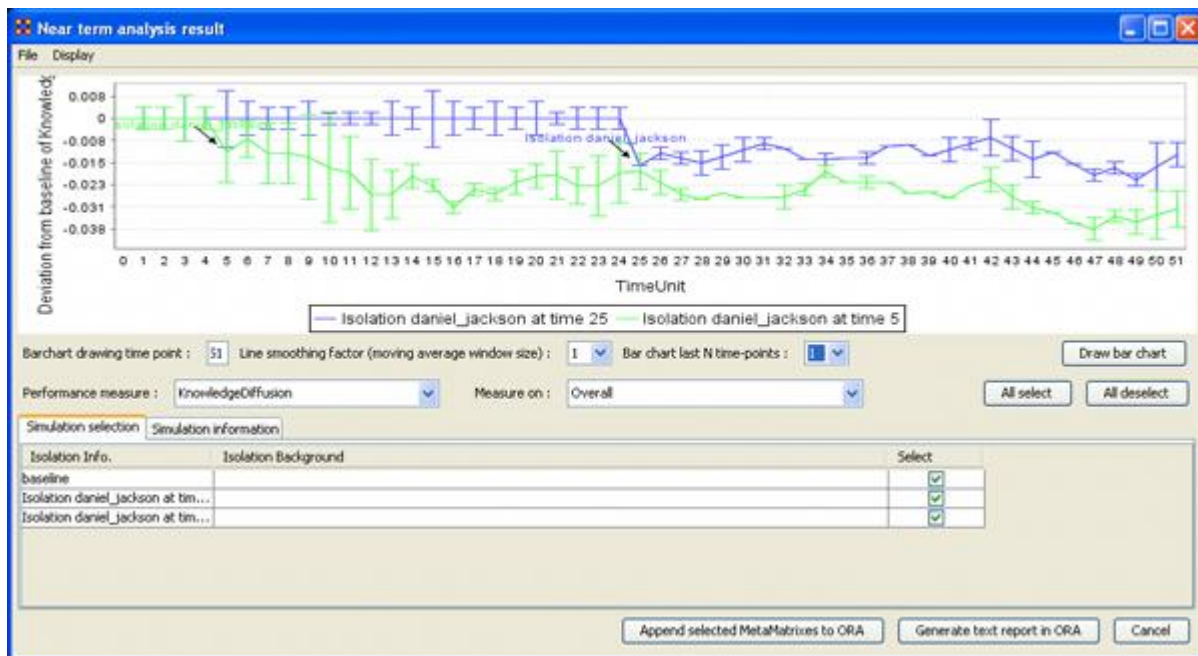 Near term analysis result
File Display
Deviation from baseline of Knowledg
0.008
0
-0.008
-0.015
-0.023
-0.031
-0.038
Isolation daniel_jackson
0 1 2 3 4 5 6 7 8 9 10 11 12 13 14 15 16 17 18 19 20 21 22 23 24 25 26 27 28 29 30 31 32 33 34 35 36 37 38 39 40 41 42 43 44 45 46 47 48 49 50 51
TimeUnit
Isolation daniel_jackson at time 25 Isolation daniel_jackson at time 5
Barchart drawing time point : 51 Line smoothing factor (moving average window size) : 1 Bar chart last N time-points : 1 Draw bar chart
Performance measure : KnowledgeDiffusion Measure on : Overall All select All deselect
Simulation selection Simulation information
Isolation Info. Isolation Background Select
baseline
Isolation daniel_jackson at tim...
Isolation daniel_jackson at tim...
Append selected MetaMatrixes to ORA Generate text report in ORA Cancel